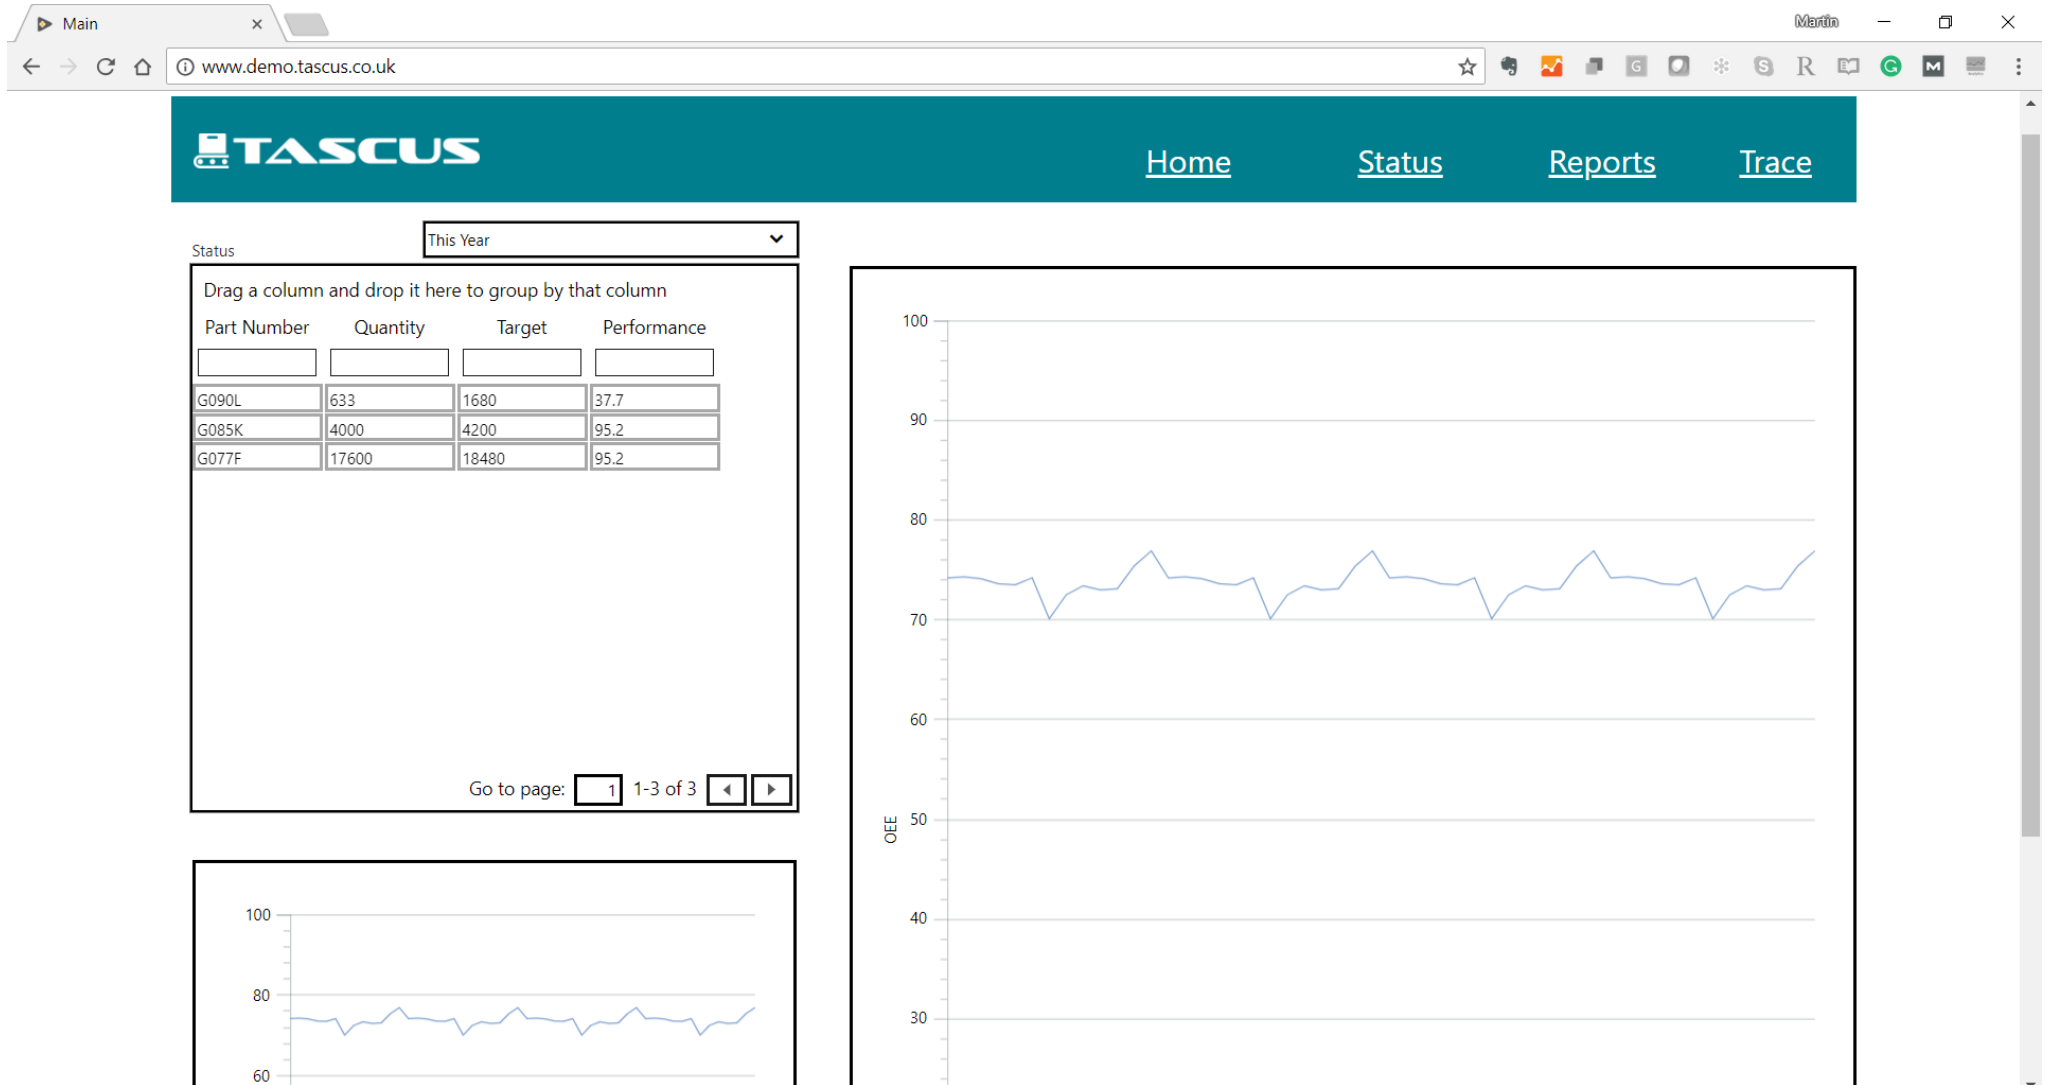 Main
Martin
www.demo.tascus.co.uk
TASCUS
Home Status Reports Trace
Status
This Year
Drag a column and drop it here to group by that column
Part Number Quantity Target Performance
G090L 633 1680 37.7
G085K 4000 4200 95.2
G077F 17600 18480 95.2
Go to page: 1 1-3 of 3
100
80
60
100
90
80
70
60
50
40
30
OEE